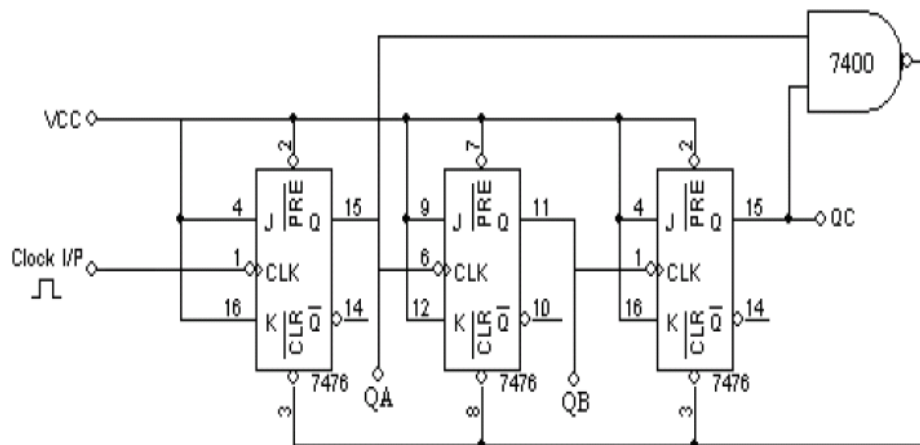 7400
VCC
2
7
2
4
J
PRE
Q
15
9
J
PRE
Q
11
4
J
PRE
Q
15
QC
Clock I/P
1
CLK
6
CLK
1
CLK
16
K
CLR
Q
14
12
K
CLR
Q
10
16
K
CLR
Q
14
7476
7476
7476
3
QA
8
QB
3